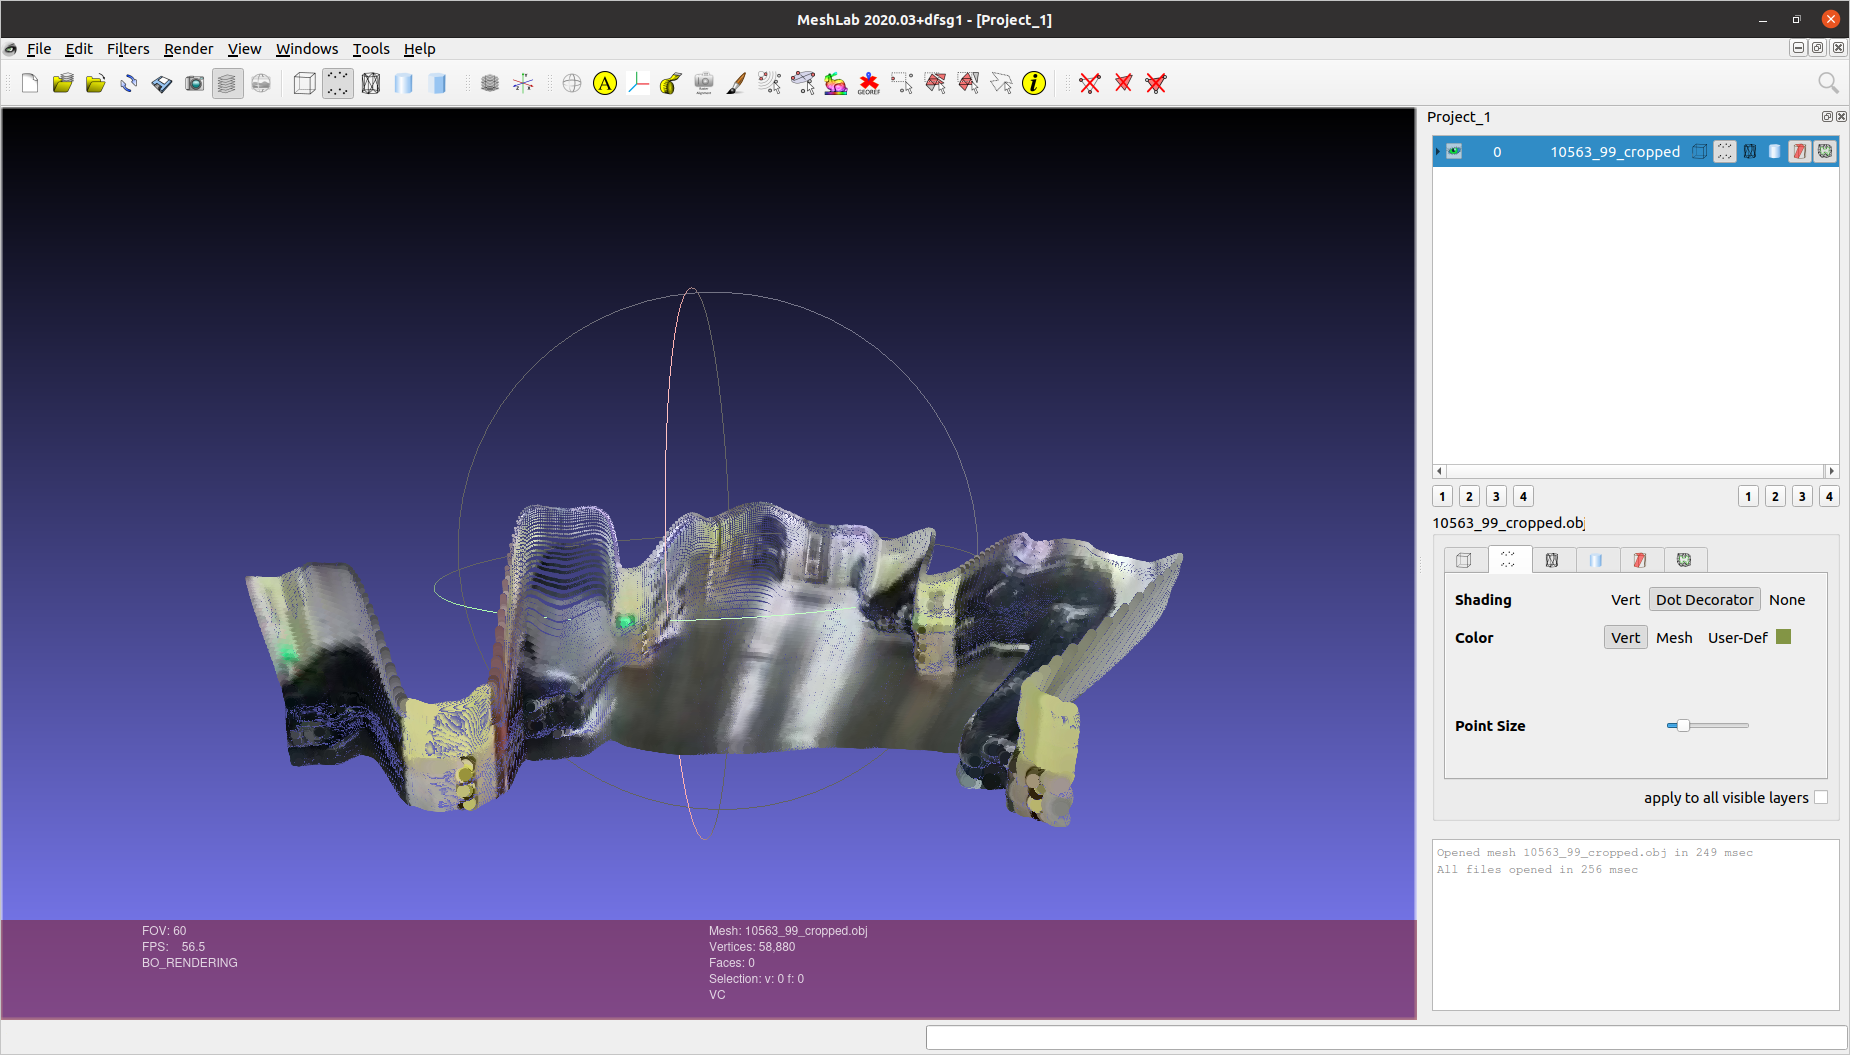 MeshLab 2020.03+dfsg1 - [Project_1]
File Edit Filters Render View Windows Tools Help
A
GEOREF
i
Project_1
0 10563_99_cropped
1 2 3 4 1 2 3 4
10563_99_cropped.obj
Shading Vert Dot Decorator None
Color Vert Mesh User-Def
Point Size
apply to all visible layers
Opened mesh 10563_99_cropped.obj in 249 msec
All files opened in 256 msec
FOV: 60
FPS: 56.5
BO_RENDERING
Mesh: 10563_99_cropped.obj
Vertices: 58,880
Faces: 0
Selection: v: 0 f: 0
VC